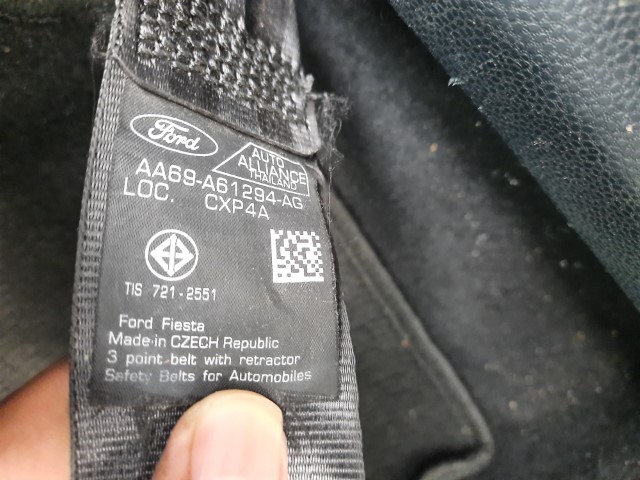 Ford
AUTO
ALLIANCE
THAILAND
AA69-A61294-AG
LOC. CXP4A
TIS 721-2551
Ford Fiesta
Made in CZECH Republic
3 point belt with retractor
Safety Belts for Automobiles